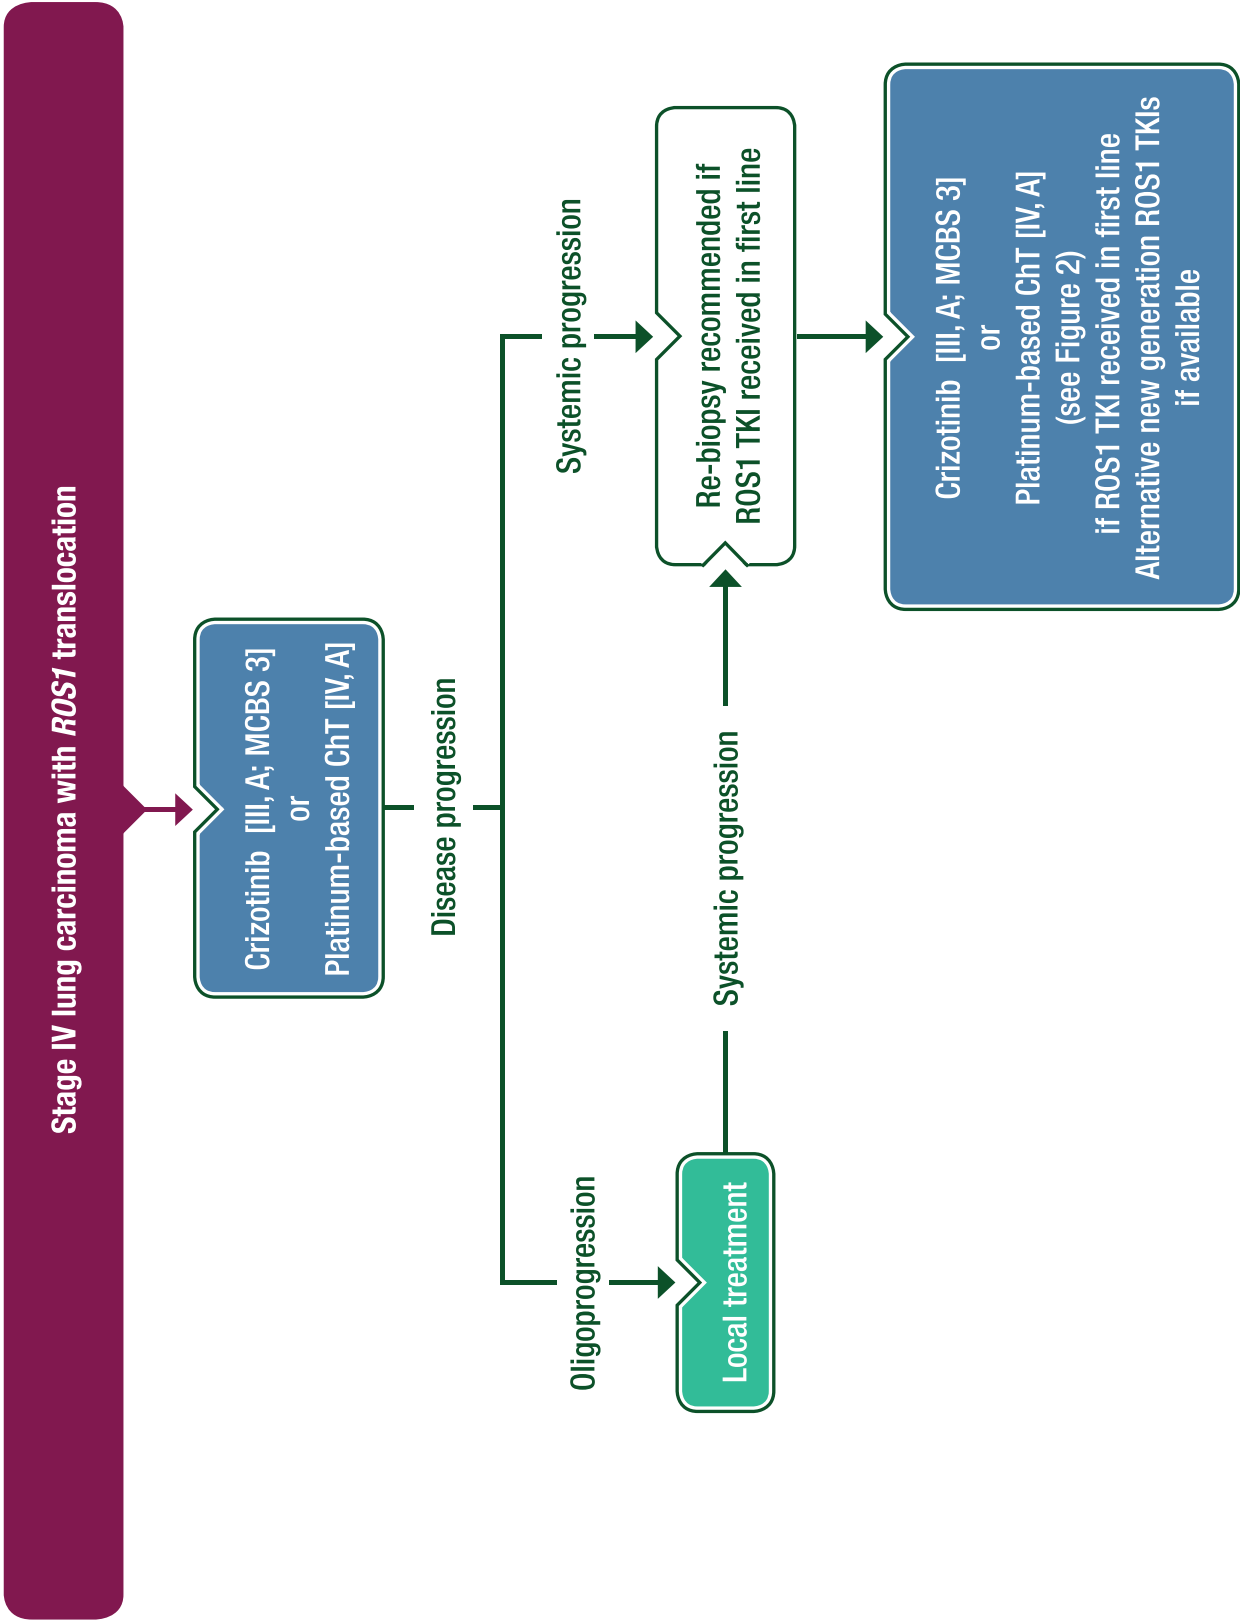 Stage IV lung carcinoma with ROS1 translocation
Crizotinib [III, A; MCBS 3]
or
Platinum-based ChT [IV, A]
Disease progression
Oligoprogression
Systemic progression
Local treatment
Systemic progression
Re-biopsy recommended if
ROS1 TKI received in first line
Crizotinib [III, A; MCBS 3]
or
Platinum-based ChT [IV, A]
(see Figure 2)
if ROS1 TKI received in first line
Alternative new generation ROS1 TKIs
if available